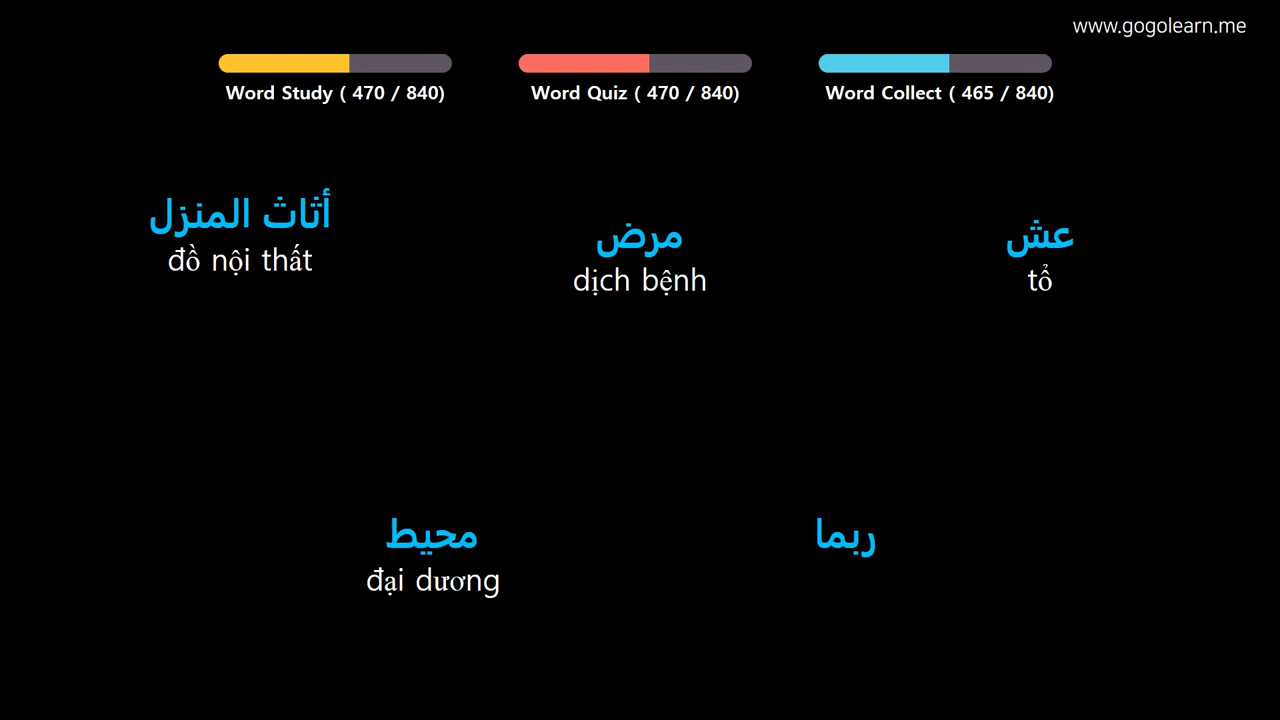 www.gogolearn.me
Word Study ( 470 / 840)
Word Quiz ( 470 / 840)
Word Collect ( 465 / 840)
أثاث المنزل
đồ nội thất
مرض
dịch bệnh
عش
tổ
محيط
đại dương
ربما